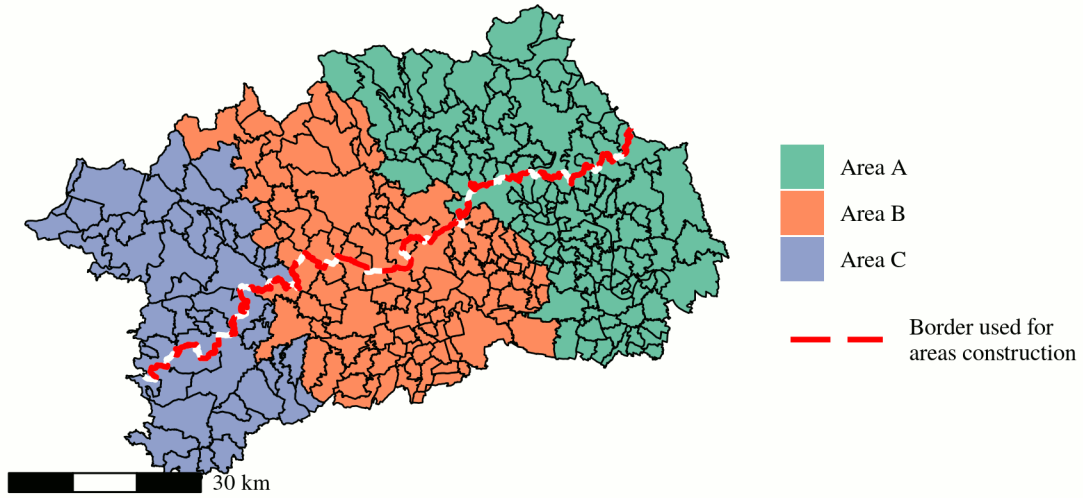 Area A
Area B
Area C
Border used for
areas construction
30 km